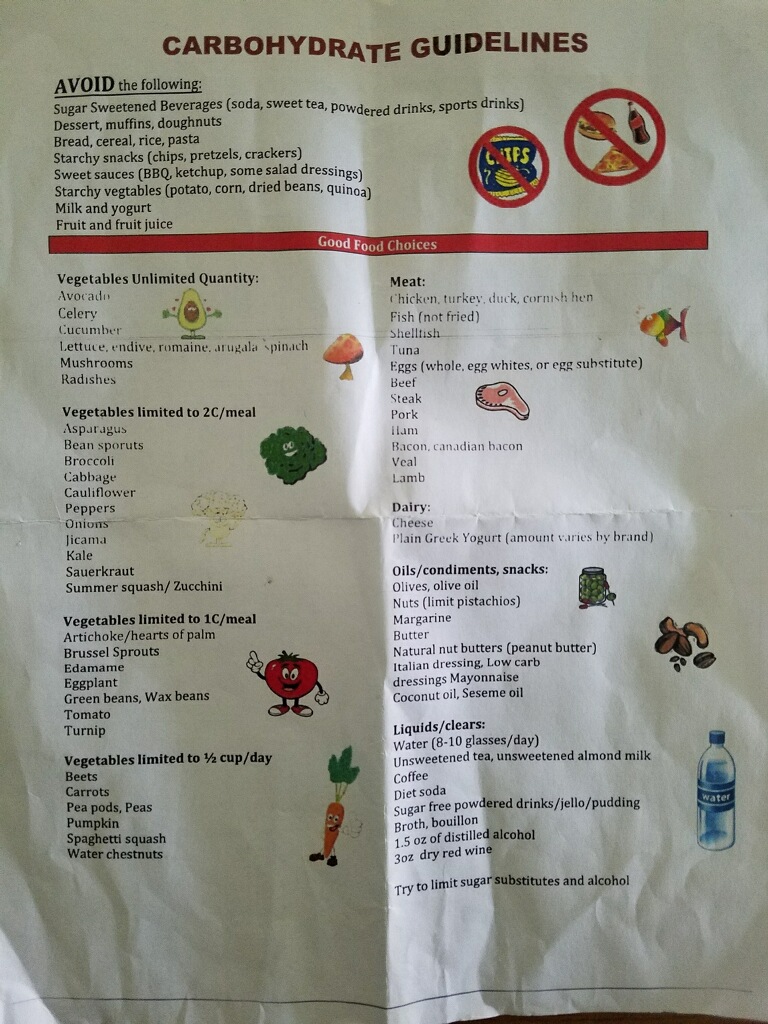 CARBOHYDRATE GUIDELINES
AVOID the following:
Sugar Sweetened Beverages (soda, sweet tea, powdered drinks, sports drinks)
Dessert, muffins, doughnuts
Bread, cereal, rice, pasta
Starchy snacks (chips, pretzels, crackers)
Sweet sauces (BBQ, ketchup, some salad dressings)
Starchy vegtables (potato, corn, dried beans, quinoa)
Milk and yogurt
Fruit and fruit juice
CHIPS
Good Food Choices
Vegetables Unlimited Quantity:
Avocado
Celery
Cucumber
Lettuce, endive, romaine, arugala spinach
Mushrooms
Radishes
Vegetables limited to 2C/meal
Asparagus
Bean sporuts
Broccoli
Cabbage
Cauliflower
Peppers
Onions
Jicama
Kale
Sauerkraut
Summer squash/ Zucchini
Vegetables limited to 1C/meal
Artichoke/hearts of palm
Brussel Sprouts
Edamame
Eggplant
Green beans, Wax beans
Tomato
Turnip
Vegetables limited to ½ cup/day
Beets
Carrots
Pea pods, Peas
Pumpkin
Spaghetti squash
Water chestnuts
Meat:
Chicken, turkey, duck, cornish hen
Fish (not fried)
Shellfish
Tuna
Eggs (whole, egg whites, or egg substitute)
Beef
Steak
Pork
Ham
Bacon, canadian bacon
Veal
Lamb
Dairy:
Cheese
Plain Greek Yogurt (amount varies by brand)
Oils/condiments, snacks:
Olives, olive oil
Nuts (limit pistachios)
Margarine
Butter
Natural nut butters (peanut butter)
Italian dressing, Low carb
dressings Mayonnaise
Coconut oil, Seseme oil
Liquids/clears:
Water (8-10 glasses/day)
Unsweetened tea, unsweetened almond milk
Coffee
Diet soda
Sugar free powdered drinks/jello/pudding
Broth, bouillon
1.5 oz of distilled alcohol
3oz dry red wine
water
Try to limit sugar substitutes and alcohol